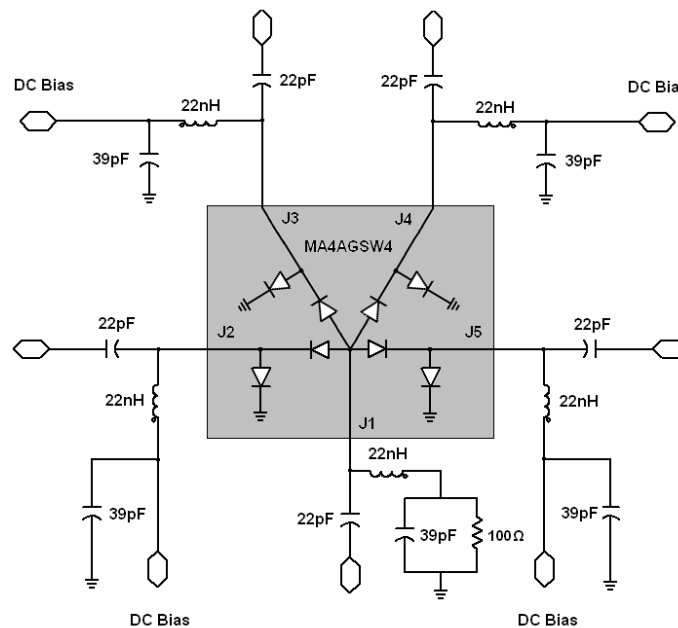 22pF
22pF
DC Bias
DC Bia
22nH
22nH
39pF
39pF
J3
J4
MA4AGSW4
22pF
J2
J5
22pF
22nH
22nH
J1
22nH
22pF
39pF
100Ω
39pF
39pF
DC Bias
DC Bias